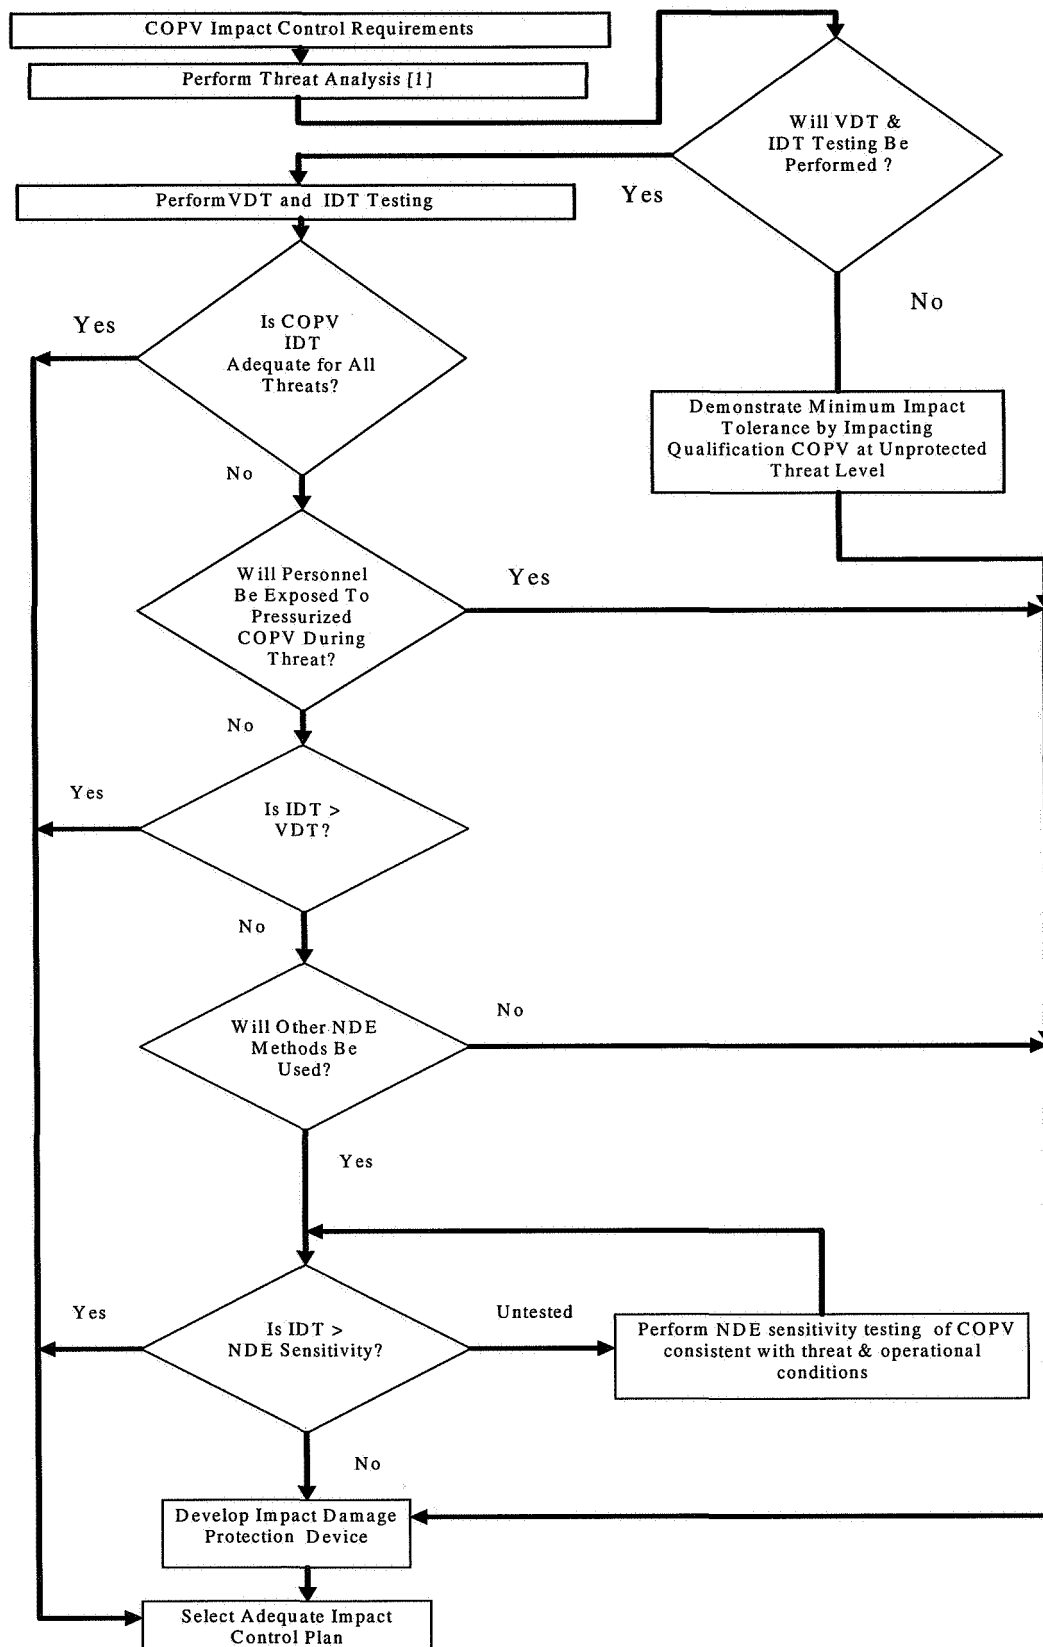 COPV Impact Control Requirements
Perform Threat Analysis [1]
Will VDT &
IDT Testing Be
Performed ?
Yes
No
Perform VDT and IDT Testing
Is COPV
IDT
Adequate for All
Threats?
Yes
No
Demonstrate Minimum Impact
Tolerance by Impacting
Qualification COPV at Unprotected
Threat Level
Will Personnel
Be Exposed To
Pressurized
COPV During
Threat?
Yes
No
Is IDT >
VDT?
Yes
No
Will Other NDE
Methods Be
Used?
No
Yes
Is IDT >
NDE Sensitivity?
Yes
Untested
Perform NDE sensitivity testing of COPV
consistent with threat & operational
conditions
No
Develop Impact Damage
Protection Device
Select Adequate Impact
Control Plan